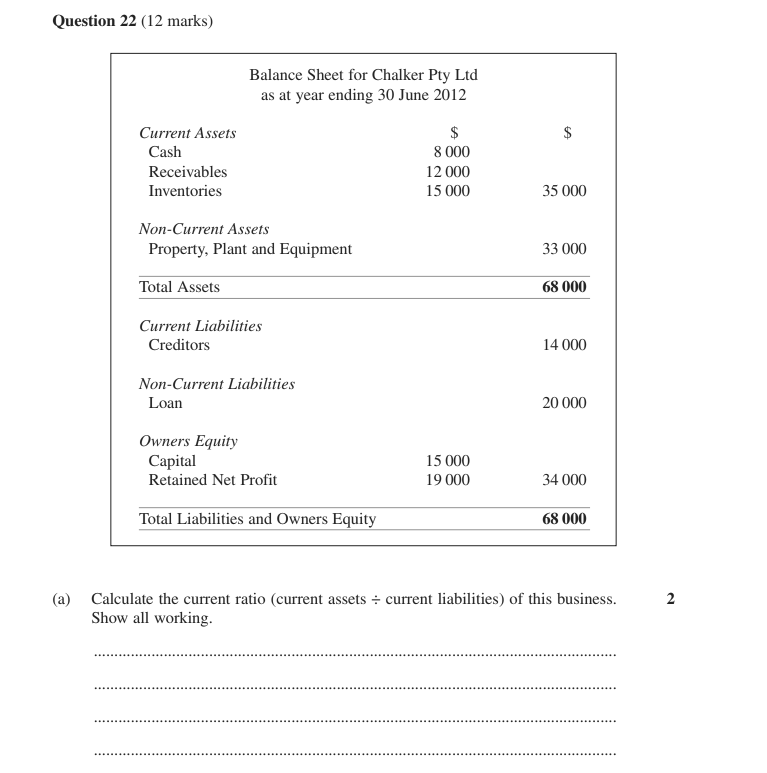 Question 22 (12 marks)
Balance Sheet for Chalker Pty Ltd
as at year ending 30 June 2012
Current Assets $ $
Cash 8 000
Receivables 12 000
Inventories 15 000 35 000
Non-Current Assets
Property, Plant and Equipment 33 000
Total Assets 68 000
Current Liabilities
Creditors 14 000
Non-Current Liabilities
Loan 20 000
Owners Equity
Capital 15 000
Retained Net Profit 19 000 34 000
Total Liabilities and Owners Equity 68 000
(a) Calculate the current ratio (current assets ÷ current liabilities) of this business. 2
Show all working.